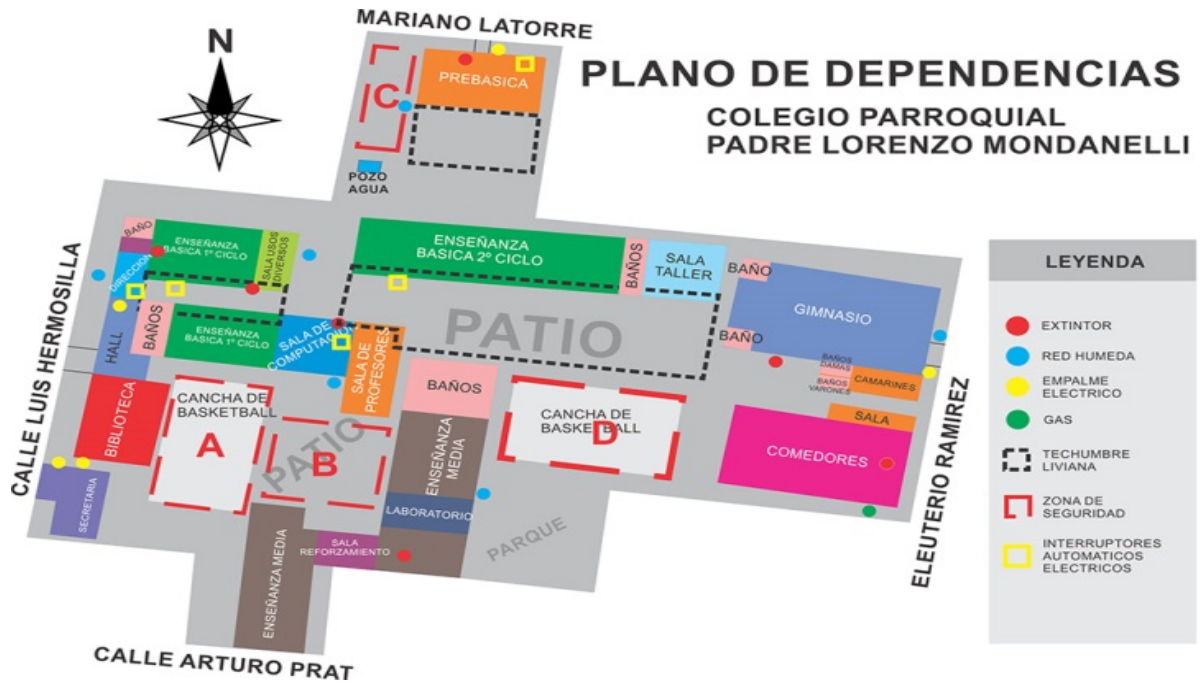 MARIANO LATORRE
N
PLANO DE DEPENDENCIAS
COLEGIO PARROQUIAL
PADRE LORENZO MONDANELLI
PREBASICA
C
POZO
AGUA
CALLE LUIS HERMOSILLA
BAÑO
ENSEÑANZA
BASICA 1º CICLO
SALA USOS
DIVERSOS
DIRECCION
ENSEÑANZA
BASICA 2º CICLO
BAÑOS
SALA
TALLER
BAÑO
GIMNASIO
HALL
BAÑOS
ENSEÑANZA
BASICA 1º CICLO
SALA DE
COMPUTACION
SALA DE
PROFESORES
PATIO
BAÑO
BAÑOS
DAMAS
BAÑOS
VARONES
CAMARINES
SALA
COMEDORES
BIBLIOTECA
CANCHA DE
BASKETBALL
A
PATIO
B
BAÑOS
ENSEÑANZA
MEDIA
CANCHA DE
BASKETBALL
D
SECRETARIA
LABORATORIO
SALA
REFORZAMIENTO
ENSEÑANZA MEDIA
PARQUE
ELEUTERIO RAMIREZ
CALLE ARTURO PRAT
LEYENDA
EXTINTOR
RED HUMEDA
EMPALME
ELECTRICO
GAS
TECHUMBRE
LIVIANA
ZONA DE
SEGURIDAD
INTERRUPTORES
AUTOMATICOS
ELECTRICOS